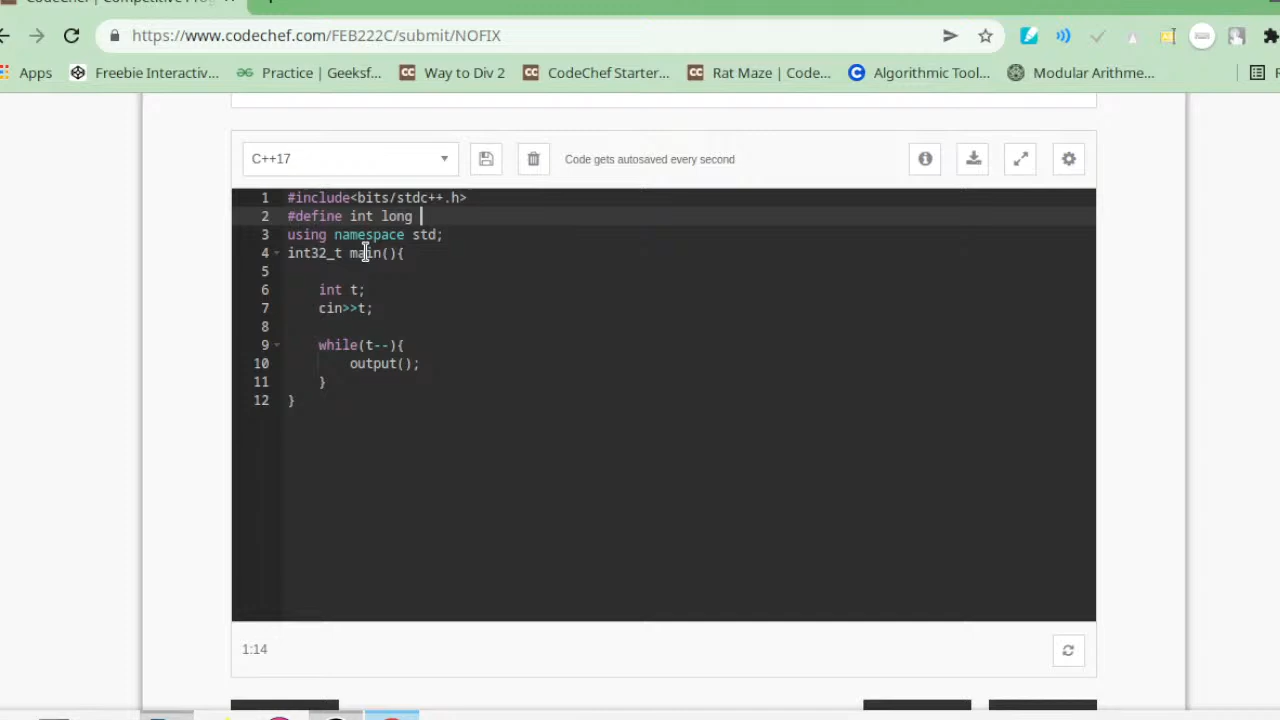 CodeChef | Competitive Pro
https://www.codechef.com/FEB222C/submit/NOFIX
Apps Freebie Interactiv... Practice | Geeksf... Way to Div 2 CodeChef Starter... Rat Maze | Code... Algorithmic Tool... Modular Arithme...
C++17 Code gets autosaved every second
1 #include<bits/stdc++.h>
2 #define int long
3 using namespace std;
4 int32_t main(){
5
6 int t;
7 cin>>t;
8
9 while(t--){
10 output();
11 }
12 }
1:14